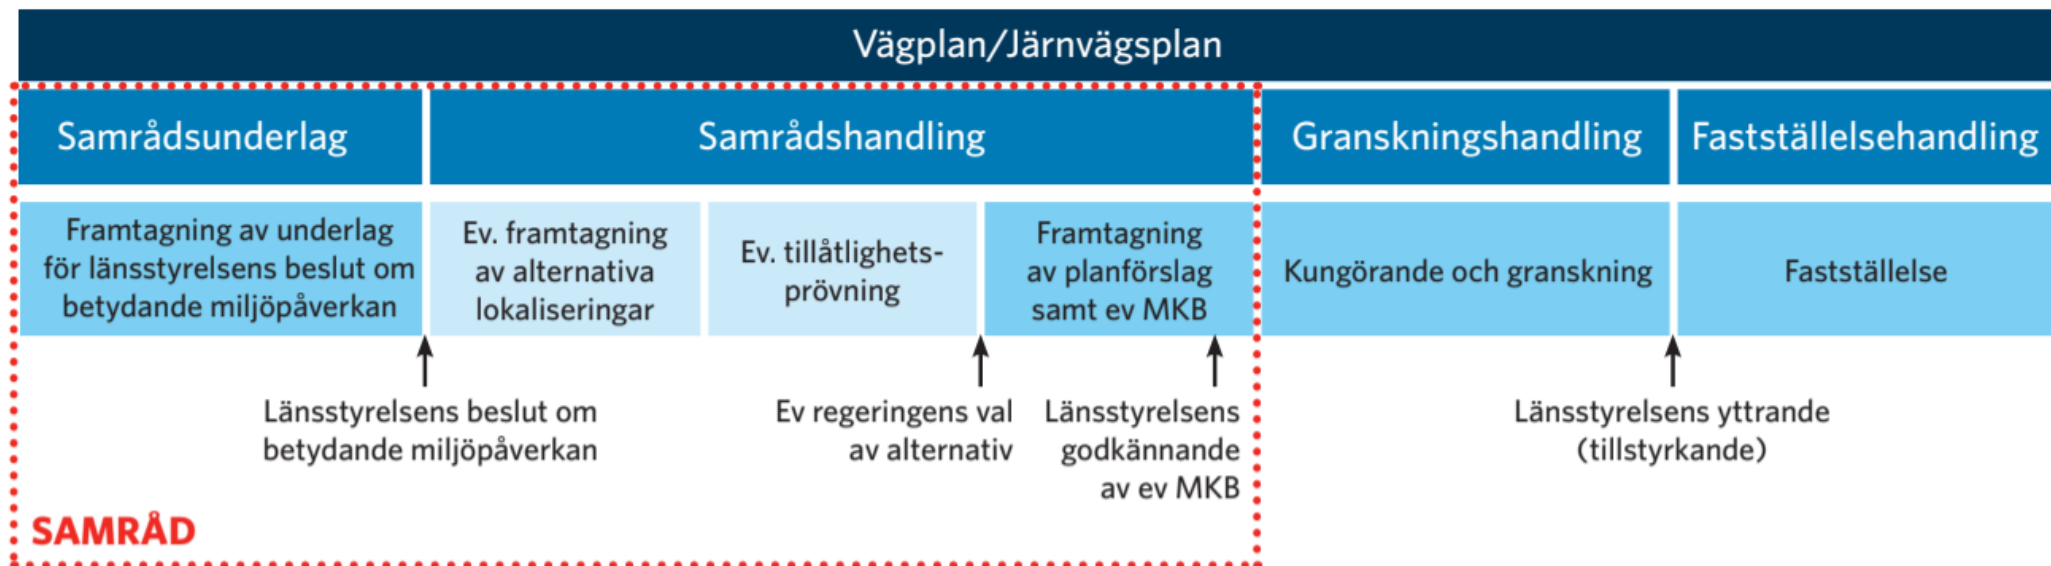 Vägplan/Järnvägsplan
Samrådsunderlag
Samrådshandling
Granskningshandling
Fastställelsehandling
Framtagning av underlag
för länsstyrelsens beslut om
betydande miljöpåverkan
Ev. framtagning
av alternativa
lokaliseringar
Ev. tillåtlighets-
prövning
Framtagning
av planförslag
samt ev MKB
Kungörande och granskning
Fastställelse
Länsstyrelsens beslut om
betydande miljöpåverkan
Ev regeringens val
av alternativ
Länsstyrelsens
godkännande
av ev MKB
Länsstyrelsens yttrande
(tillstyrkande)
SAMRÅD